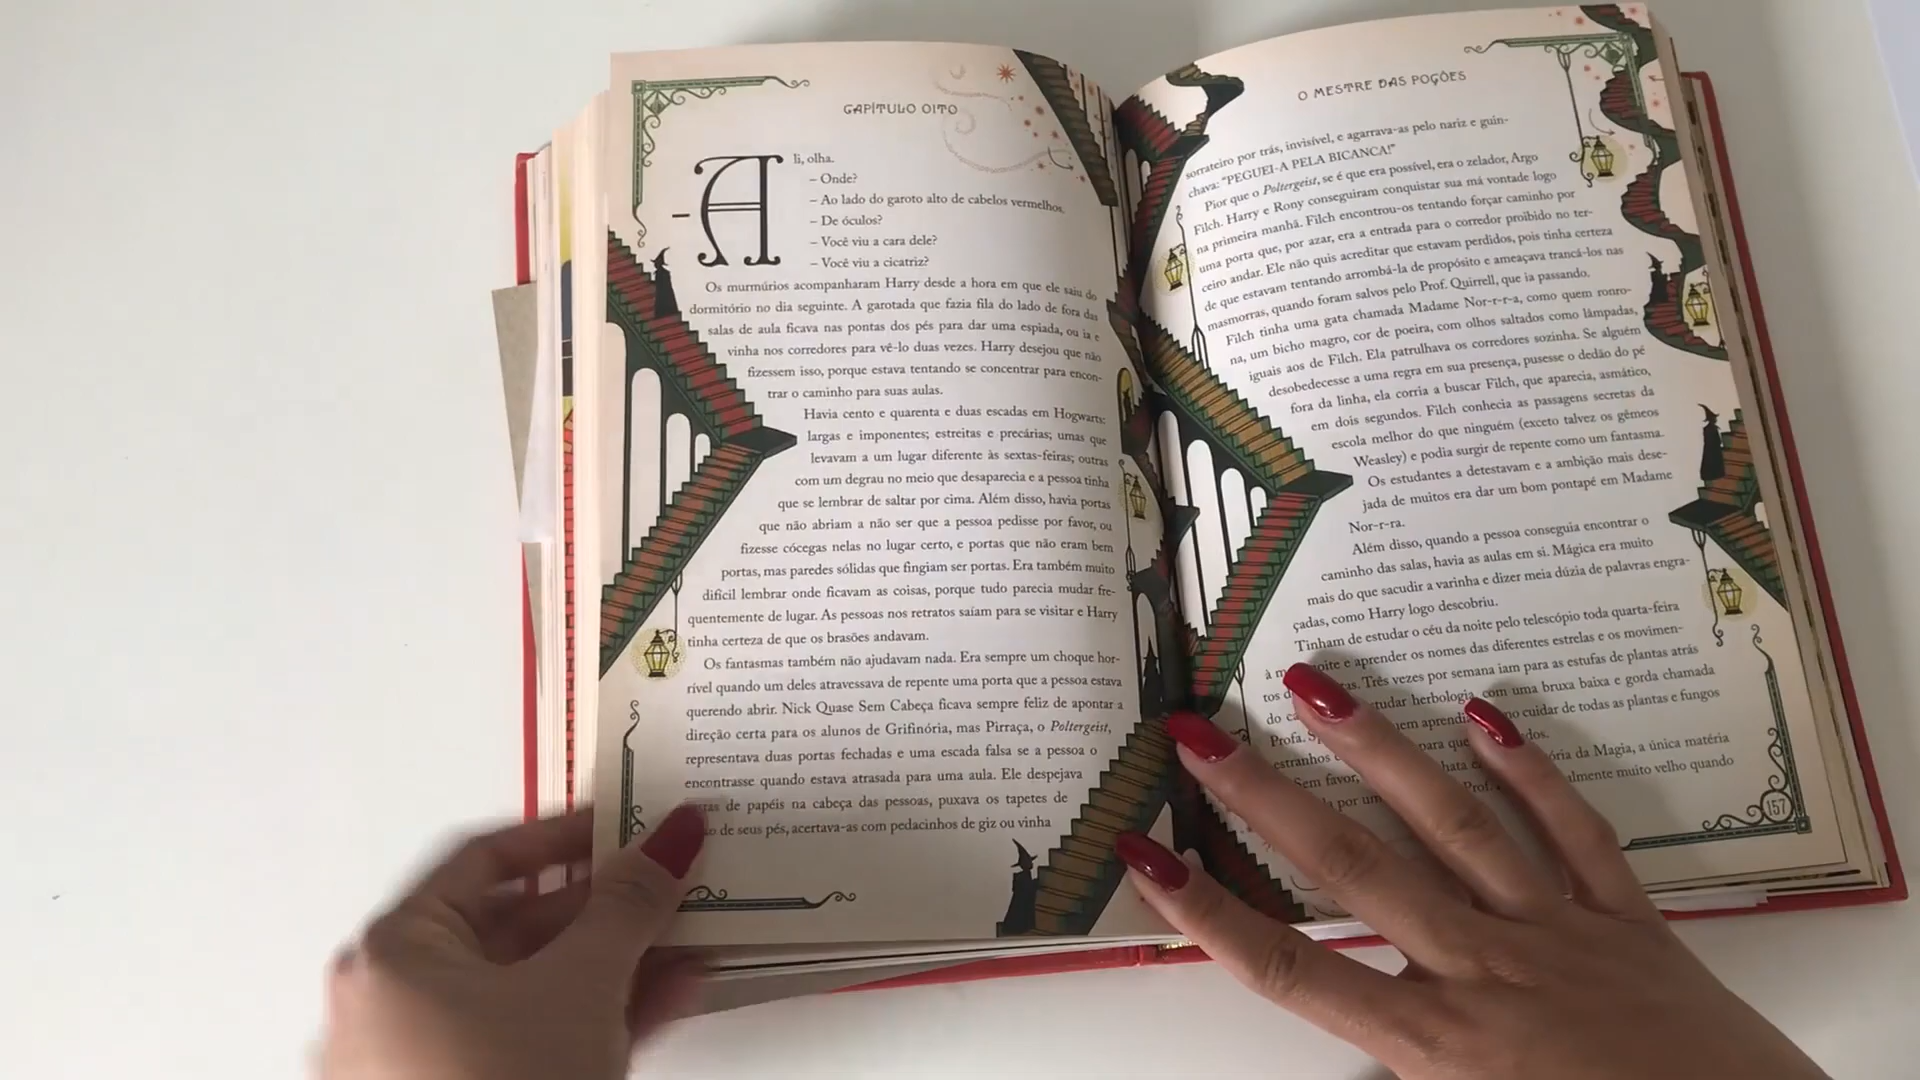 CAPÍTULO OITO
–A
li, olha.
– Onde?
– Ao lado do garoto alto de cabelos vermelhos.
– De óculos?
– Você viu a cara dele?
– Você viu a cicatriz?
Os murmúrios acompanharam Harry desde a hora em que ele saiu do
dormitório no dia seguinte. A garotada que fazia fila do lado de fora das
salas de aula ficava nas pontas dos pés para dar uma espiada, ou ia e
vinha nos corredores para vê-lo duas vezes. Harry desejou que não
fizessem isso, porque estava tentando se concentrar para encon-
trar o caminho para suas aulas.
Havia cento e quarenta e duas escadas em Hogwarts:
largas e imponentes; estreitas e precárias; umas que
levavam a um lugar diferente às sextas-feiras; outras
com um degrau no meio que desaparecia e a pessoa tinha
que se lembrar de saltar por cima. Além disso, havia portas
que não abriam a não ser que a pessoa pedisse por favor, ou
fizesse cócegas nelas no lugar certo, e portas que não eram bem
portas, mas paredes sólidas que fingiam ser portas. Era também muito
difícil lembrar onde ficavam as coisas, porque tudo parecia mudar fre-
quentemente de lugar. As pessoas nos retratos saíam para se visitar e Harry
tinha certeza de que os brasões andavam.
Os fantasmas também não ajudavam nada. Era sempre um choque hor-
rível quando um deles atravessava de repente uma porta que a pessoa estava
querendo abrir. Nick Quase Sem Cabeça ficava sempre feliz de apontar a
direção certa para os alunos de Grifinória, mas Pirraça, o Poltergeist,
representava duas portas fechadas e uma escada falsa se a pessoa o
encontrasse quando estava atrasada para uma aula. Ele despejava
de papéis na cabeça das pessoas, puxava os tapetes de
de seus pés, acertava-as com pedacinhos de giz ou vinha
O MESTRE DAS POÇÕES
sorrateiro por trás, invisível, e agarrava-as pelo nariz e guin-
chava: "PEGUEI-A PELA BICANCA!"
Pior que o Poltergeist, se é que era possível, era o zelador, Argo
Filch. Harry e Rony conseguiram conquistar sua má vontade logo
na primeira manhã. Filch encontrou-os tentando forçar caminho por
uma porta que, por azar, era a entrada para o corredor proibido no ter-
ceiro andar. Ele não quis acreditar que estavam perdidos, pois tinha certeza
de que estavam tentando arrombá-la de propósito e ameaçava trancá-los nas
masmorras, quando foram salvos pelo Prof. Quirrell, que ia passando.
Filch tinha uma gata chamada Madame Nor-r-r-a, como quem ronro-
na, um bicho magro, cor de poeira, com olhos saltados como lâmpadas,
iguais aos de Filch. Ela patrulhava os corredores sozinha. Se alguém
desobedecesse a uma regra em sua presença, pusesse o dedão do pé
fora da linha, ela corria a buscar Filch, que aparecia, asmático,
em dois segundos. Filch conhecia as passagens secretas da
escola melhor do que ninguém (exceto talvez os gêmeos
Weasley) e podia surgir de repente como um fantasma.
Os estudantes a detestavam e a ambição mais dese-
jada de muitos era dar um bom pontapé em Madame
Nor-r-ra.
Além disso, quando a pessoa conseguia encontrar o
caminho das salas, havia as aulas em si. Mágica era muito
mais do que sacudir a varinha e dizer meia dúzia de palavras engra-
çadas, como Harry logo descobriu.
Tinham de estudar o céu da noite pelo telescópio toda quarta-feira
à e aprender os nomes das diferentes estrelas e os movimen-
tos Três vezes por semana iam para as estufas de plantas atrás
do herbologia, com uma bruxa baixa e gorda chamada
Profa. cuidar de todas as plantas e fungos
estranhos para que
Sem favor, da Magia, a única matéria
por um Prof. muito velho quando
157